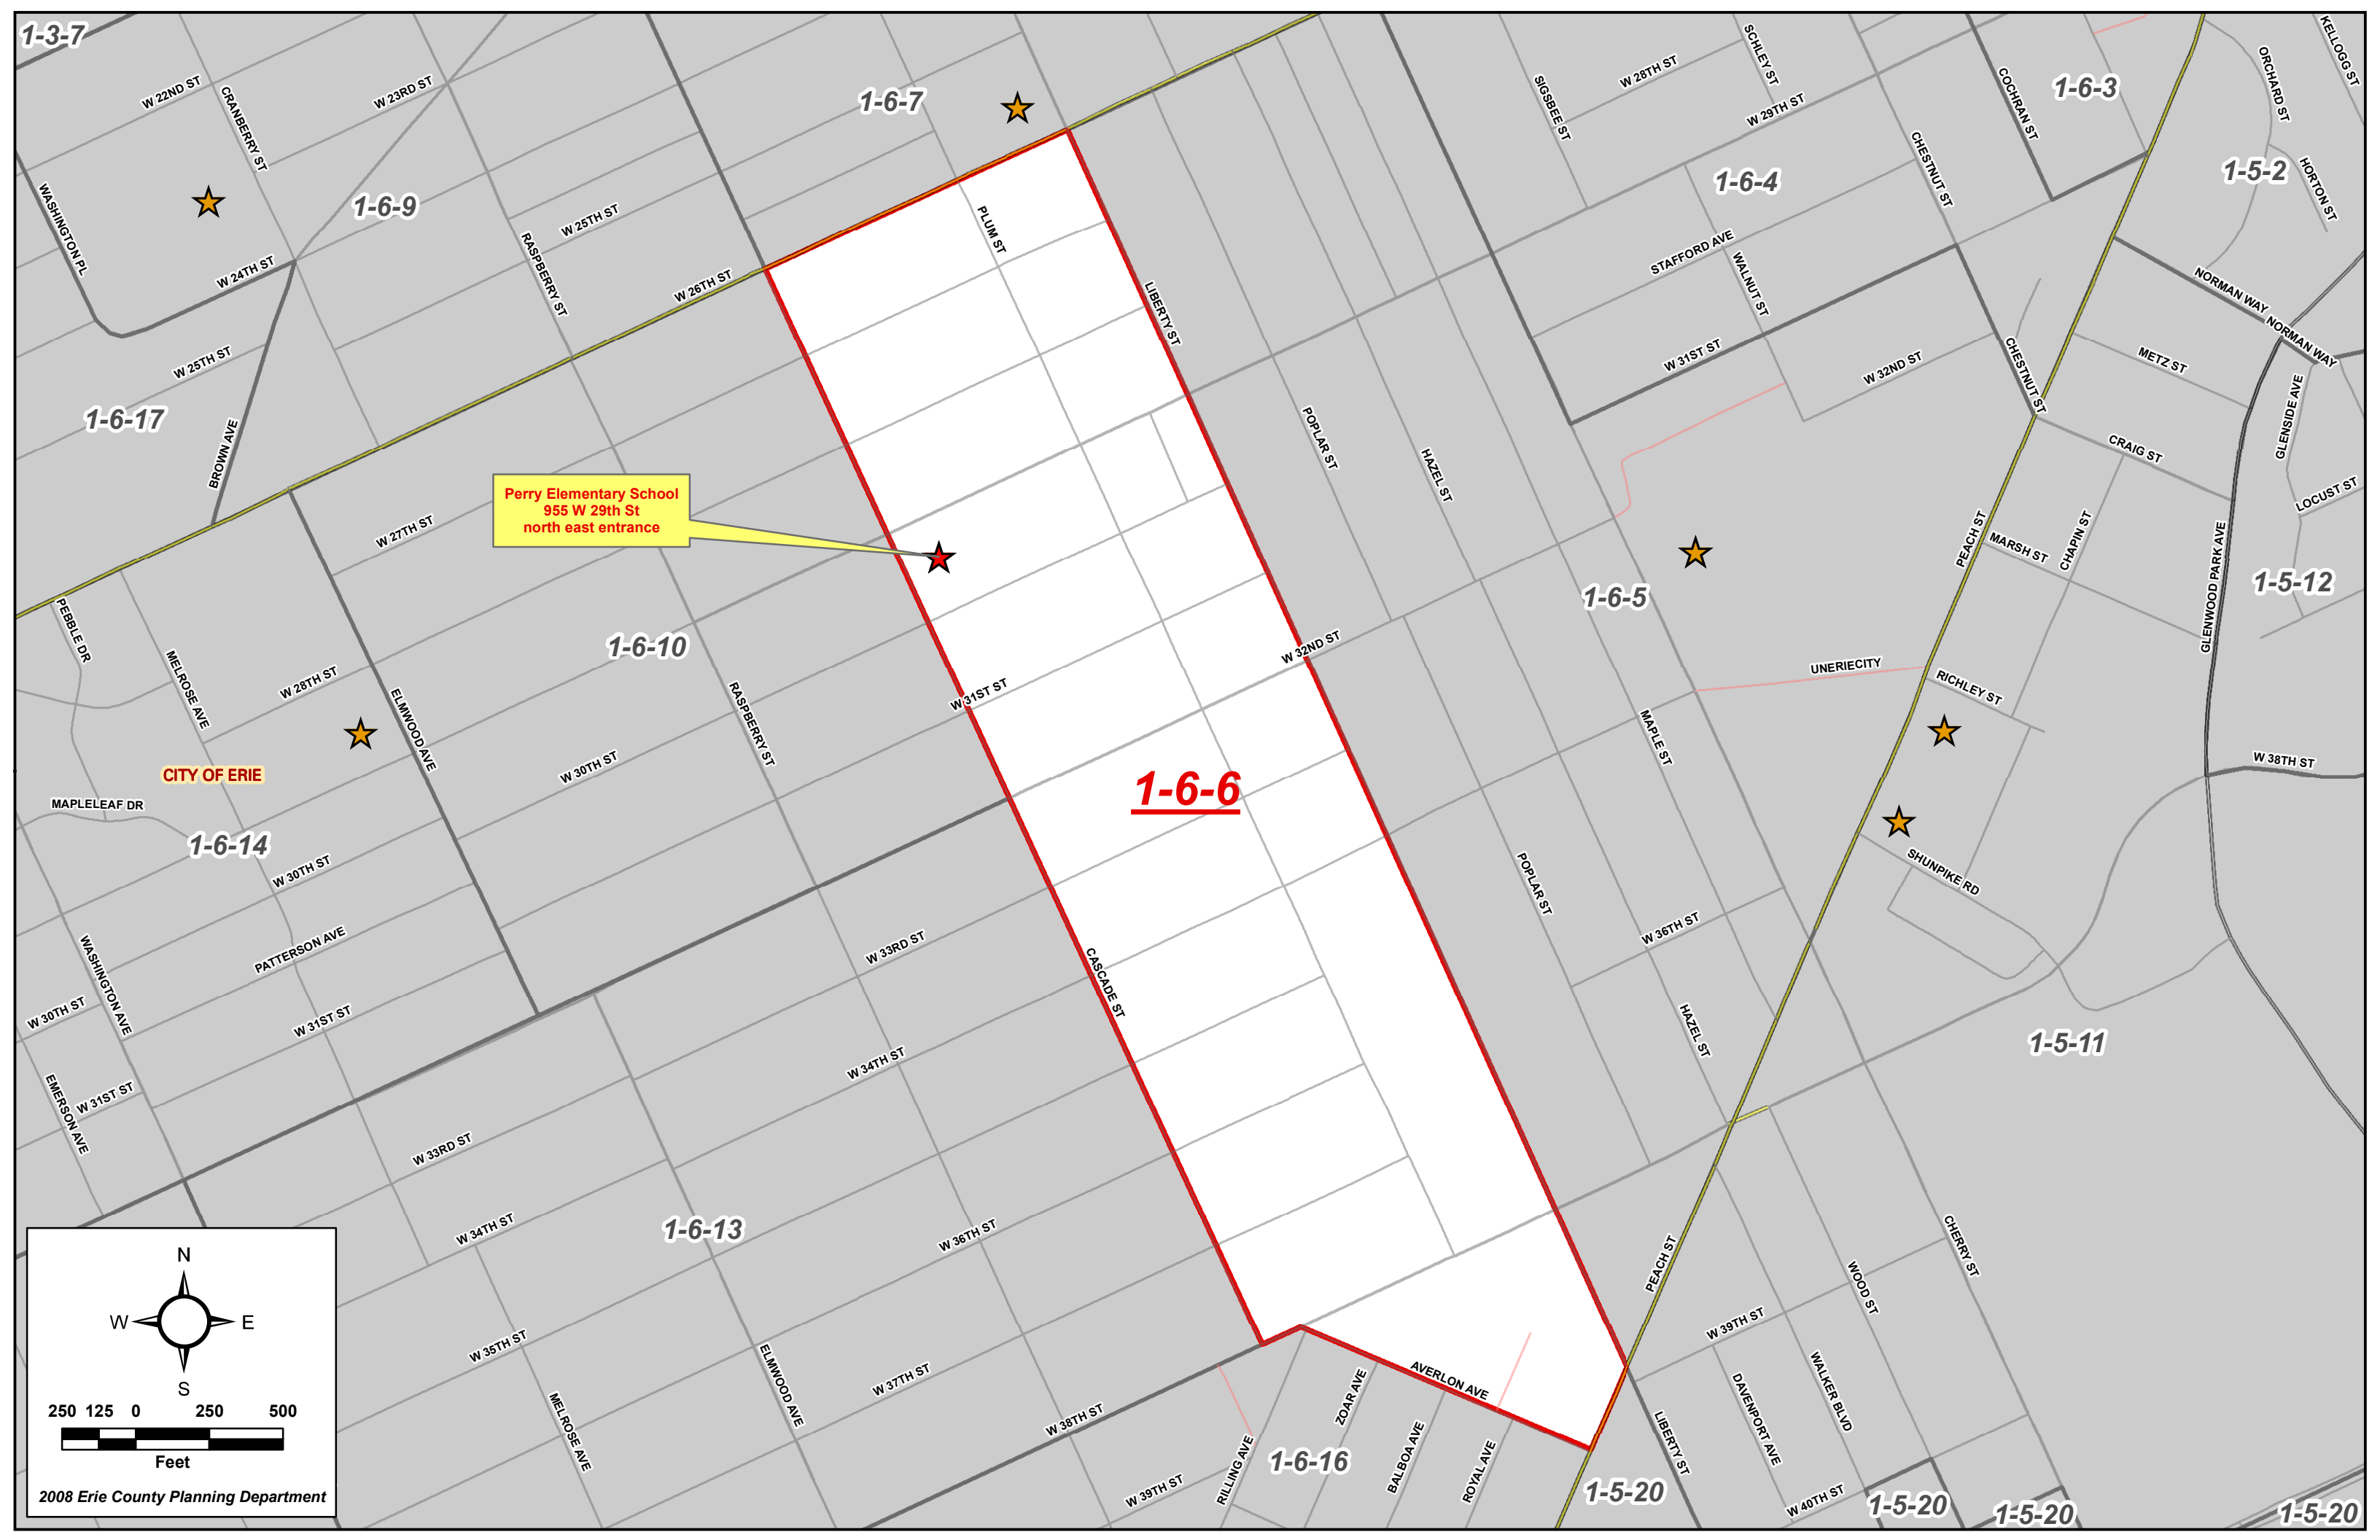 1-3-7
W 22ND ST
CRANBERRY ST
W 23RD ST
1-6-7
SIGSBEE ST
W 28TH ST
SCHLEY ST
W 29TH ST
COCHRAN ST
1-6-3
ORCHARD ST
KELLOGG ST
WASHINGTON PL
1-6-9
W 24TH ST
RASPBERRY ST
W 25TH ST
W 26TH ST
PLUM ST
LIBERTY ST
1-6-4
CHESTNUT ST
1-5-2
HORTON ST
STAFFORD AVE
WALNUT ST
NORMAN WAY
NORMAN WAY
W 25TH ST
1-6-17
BROWN AVE
W 31ST ST
W 32ND ST
CHESTNUT ST
METZ ST
GLENSIDE AVE
POPLAR ST
HAZEL ST
CRAIG ST
LOCUST ST
Perry Elementary School
955 W 29th St
north east entrance
W 27TH ST
PEACH ST
MARSH ST
CHAPIN ST
GLENWOOD PARK AVE
1-5-12
PEBBLE DR
MELROSE AVE
W 28TH ST
ELMWOOD AVE
1-6-10
RASPBERRY ST
W 31ST ST
W 32ND ST
1-6-5
UNERIECITY
RICHLEY ST
MAPLE ST
CITY OF ERIE
W 30TH ST
1-6-6
W 38TH ST
MAPLELEAF DR
1-6-14
W 30TH ST
POPLAR ST
SHUNPIKE RD
W 36TH ST
PATTERSON AVE
W 33RD ST
CASCADE ST
WASHINGTON AVE
W 30TH ST
W 31ST ST
HAZEL ST
1-5-11
W 34TH ST
EMERSON AVE
W 31ST ST
W 33RD ST
W 34TH ST
1-6-13
W 36TH ST
PEACH ST
CHERRY ST
WOOD ST
W 39TH ST
N
W
E
S
W 35TH ST
ELMWOOD AVE
W 37TH ST
AVERLON AVE
ZOAR AVE
WALKER BLVD
DAVENPORT AVE
MELROSE AVE
W 38TH ST
LIBERTY ST
250 125 0 250 500
Feet
RILLING AVE
1-6-16
BALBOA AVE
ROYAL AVE
W 39TH ST
1-5-20
W 40TH ST
1-5-20
1-5-20
1-5-20
2008 Erie County Planning Department